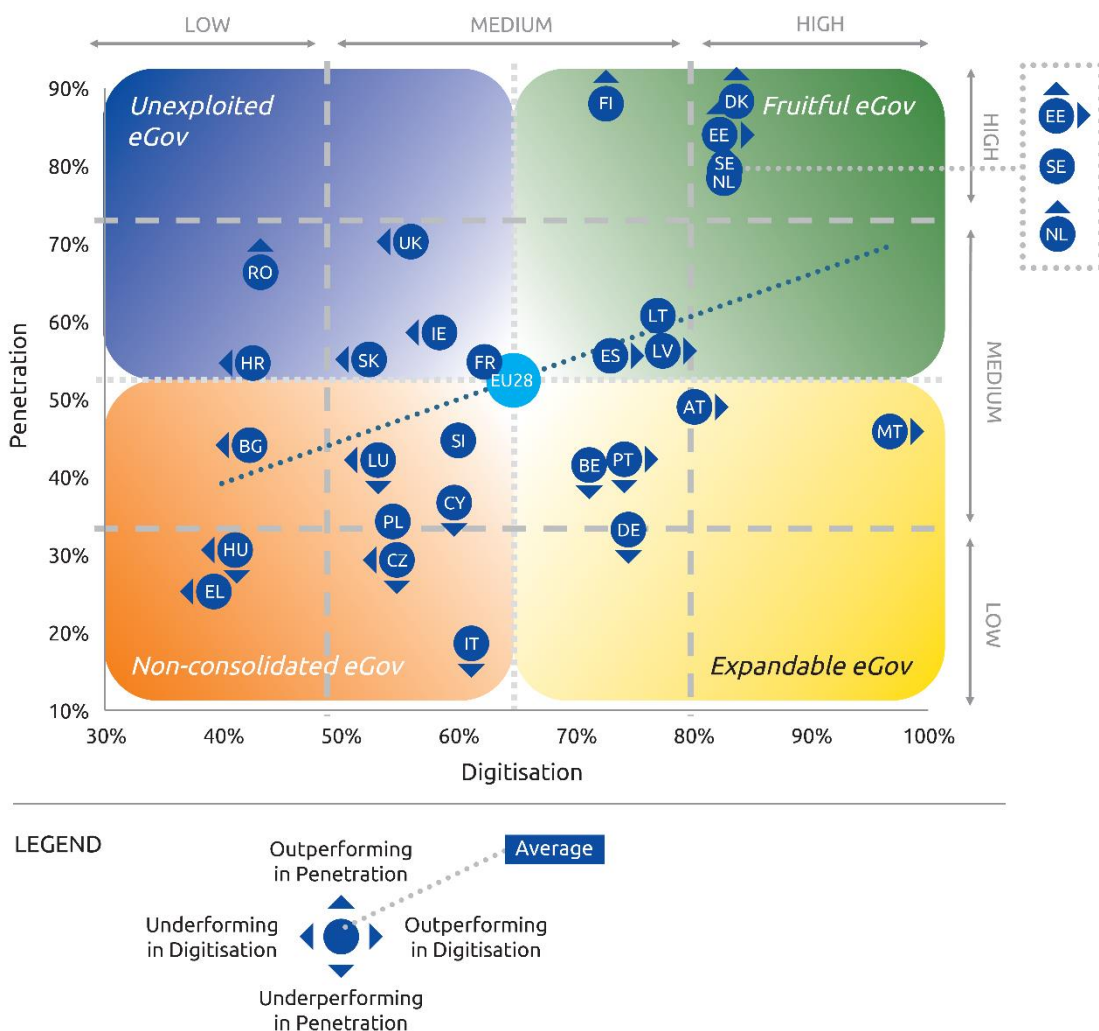 LOW
MEDIUM
HIGH
90%
80%
70%
60%
50%
40%
30%
20%
10%
Penetration
Unexploited
eGov
Fruitful eGov
Non-consolidated eGov
Expandable eGov
FI
DK
EE
SE
NL
UK
RO
LT
IE
HR
SK
FR
ES
LV
EU28
AT
MT
BG
SI
LU
BE
PT
CY
PL
DE
HU
CZ
EL
IT
HIGH
MEDIUM
LOW
EE
SE
NL
30%
40%
50%
60%
70%
80%
90%
100%
Digitisation
LEGEND
Outperforming
in Penetration
Average
Underforming
in Digitisation
Outperforming
in Digitisation
Underperforming
in Penetration